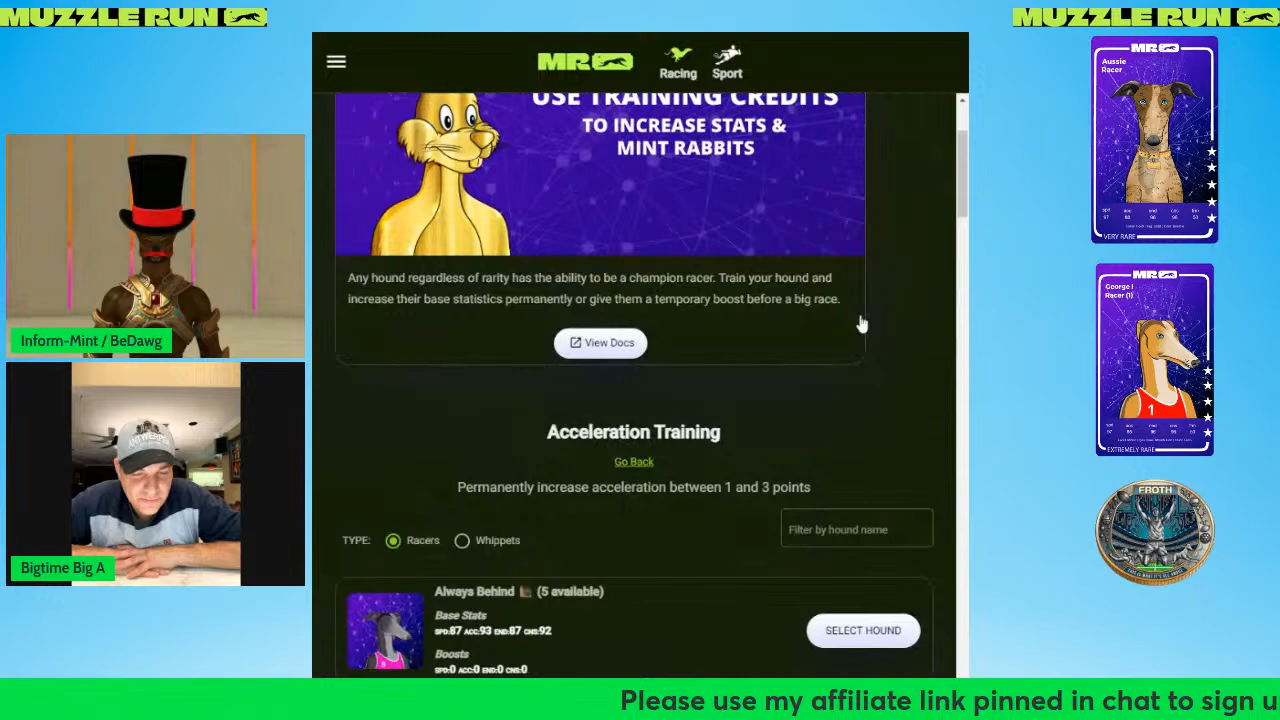 MUZZLE RUN
MUZZLE RUN
MR
Racing
Sport
USE TRAINING CREDITS
TO INCREASE STATS &
MINT RABBITS
Any hound regardless of rarity has the ability to be a champion racer. Train your hound and
increase their base statistics permanently or give them a temporary boost before a big race.
View Docs
Acceleration Training
Go Back
Permanently increase acceleration between 1 and 3 points
TYPE:
Racers
Whippets
Filter by hound name
Always Behind (5 available)
Base Stats
SPD:87 ACC:93 END:87 CNS:92
Boosts
SPD:0 ACC:0 END:0 CNS:0
SELECT HOUND
Inform-Mint / BeDawg
Bigtime Big A
MR
Aussie
Racer
VERY RARE
MR
George I
Racer (1)
1
EXTREMELY RARE
FROTH
Please use my affiliate link pinned in chat to sign u